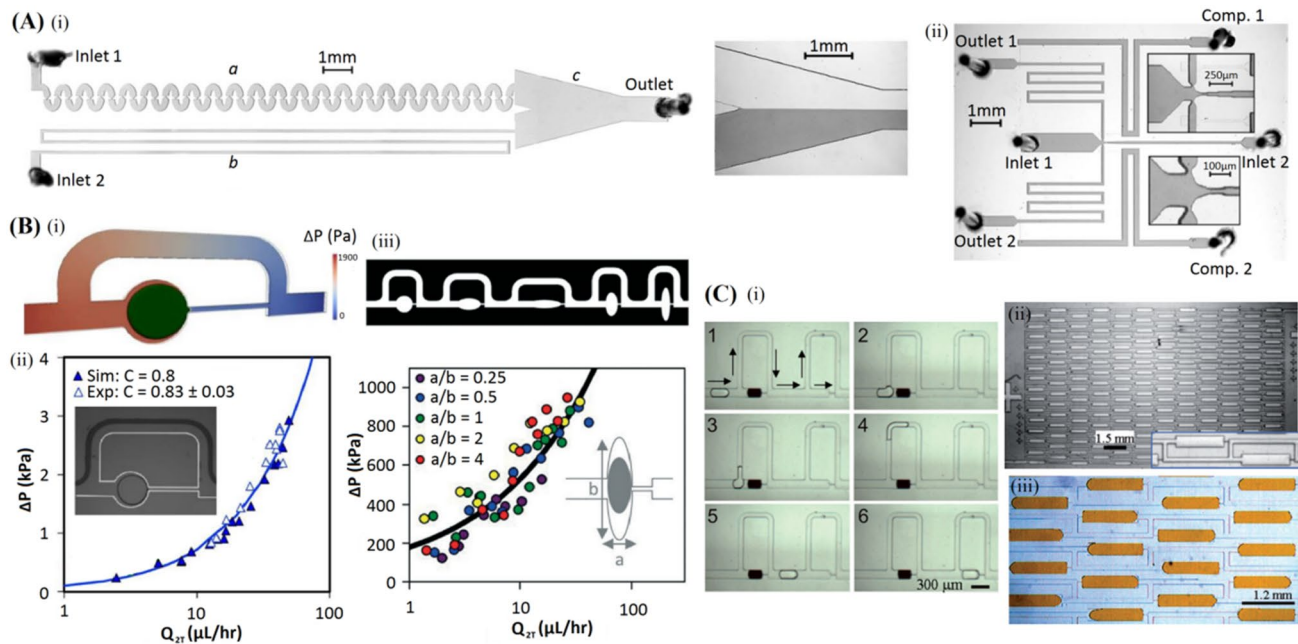 (A) (i)
Inlet 1
a
1mm
c
Outlet
b
Inlet 2
1mm
(ii)
Comp. 1
Outlet 1
250µm
1mm
Inlet 1
Inlet 2
100µm
Outlet 2
Comp. 2
(B) (i)
ΔP (Pa)
1900
0
(iii)
(ii)
4
3
2
1
0
ΔP (kPa)
Sim: C = 0.8
Exp: C = 0.83 ± 0.03
1
10
100
Q2T (µL/hr)
1000
800
600
400
200
0
ΔP (kPa)
a/b = 0.25
a/b = 0.5
a/b = 1
a/b = 2
a/b = 4
b
a
1
10
100
Q2T (µL/hr)
(C) (i)
1
2
3
4
5
6
300 µm
(ii)
1.5 mm
(iii)
1.2 mm